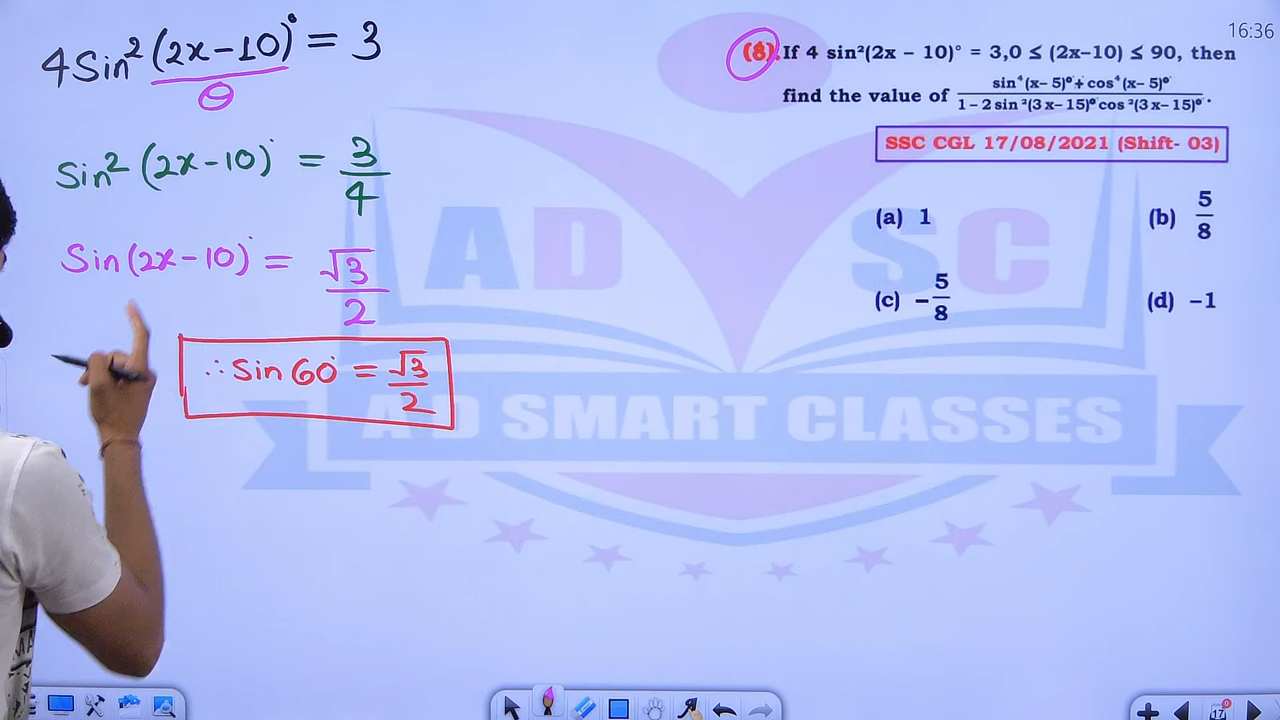 16:36
4Sin²(2x-10)° = 3
θ
Sin²(2x-10)° = 3/4
Sin(2x-10)° = √3/2
∴ Sin 60° = √3/2
(8). If 4 sin²(2x – 10)° = 3,0 ≤ (2x–10) ≤ 90, then
find the value of (sin⁴(x–5)°+ cos⁴(x–5)°)/(1–2 sin²(3x–15)° cos²(3x–15)°).
SSC CGL 17/08/2021 (Shift- 03)
(a) 1 (b) 5/8
(c) –5/8 (d) –1
AD SC
A D SMART CLASSES
17